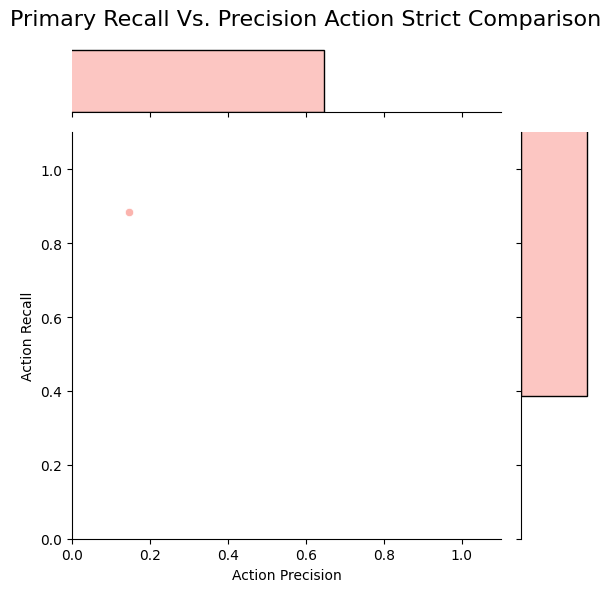 Primary Recall Vs. Precision Action Strict Comparison
1.0
0.8
0.6
0.4
0.2
0.0
Action Recall
0.0 0.2 0.4 0.6 0.8 1.0
Action Precision